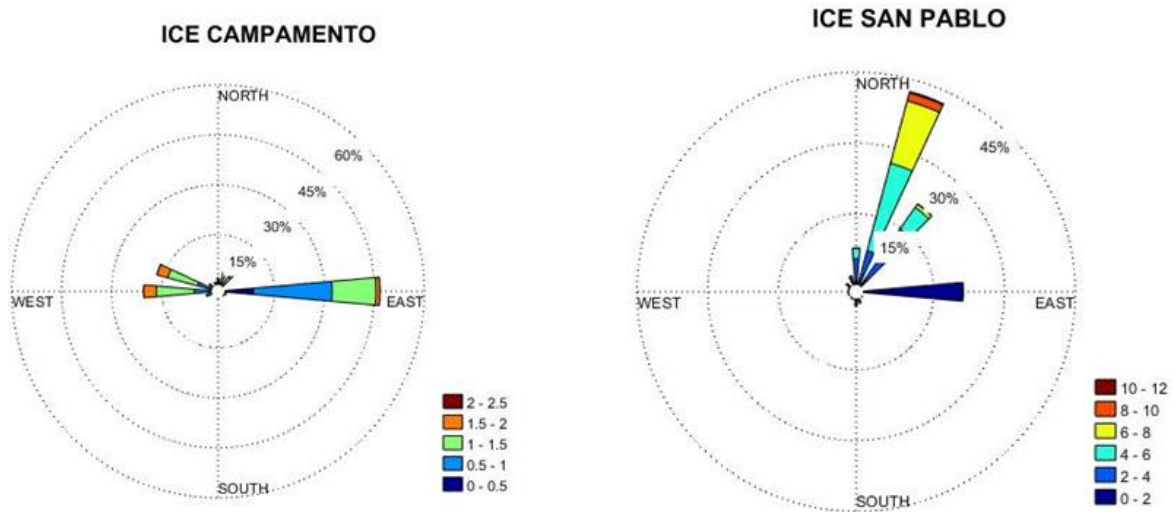 ICE CAMPAMENTO
NORTH
60%
45%
30%
15%
WEST
EAST
SOUTH
2 - 2.5
1.5 - 2
1 - 1.5
0.5 - 1
0 - 0.5
ICE SAN PABLO
NORTH
45%
30%
15%
WEST
EAST
SOUTH
10 - 12
8 - 10
6 - 8
4 - 6
2 - 4
0 - 2